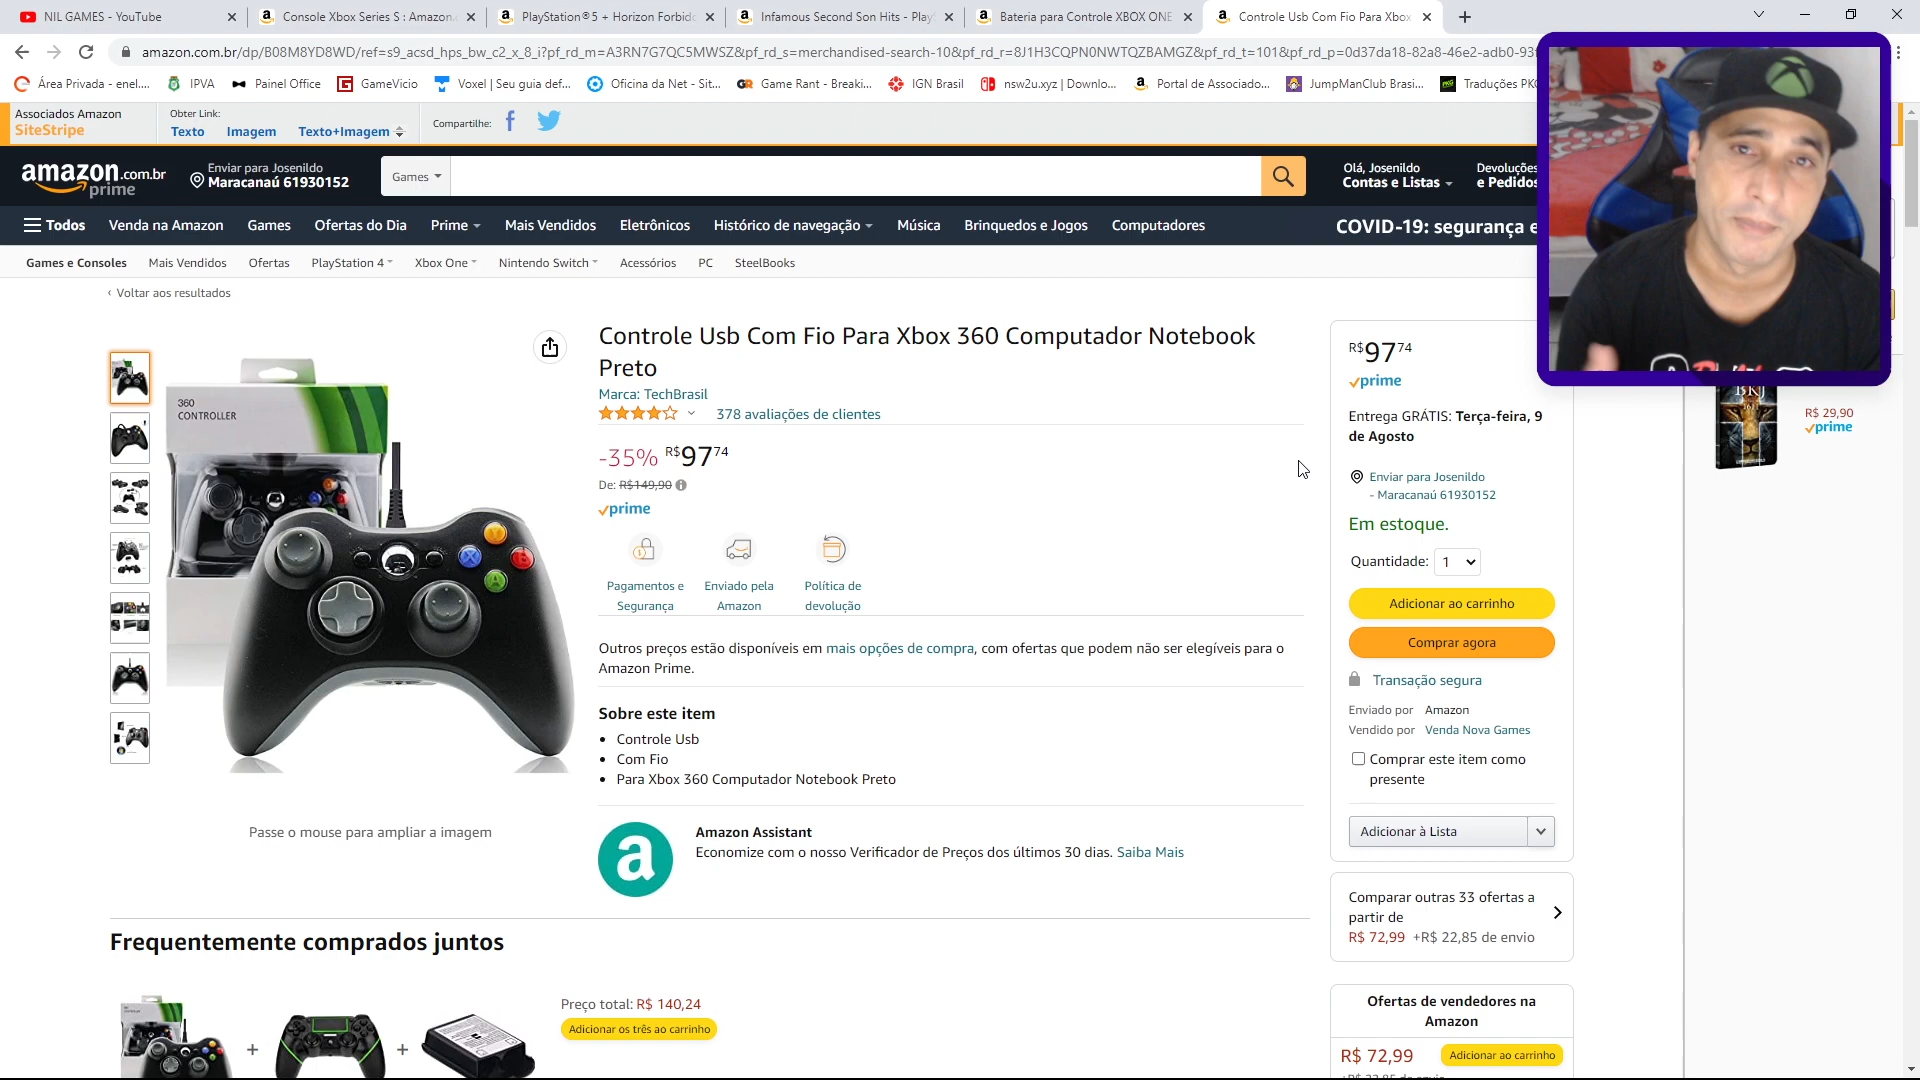 NIL GAMES - YouTube
Console Xbox Series S : Amazon.
PlayStation®5 + Horizon Forbid
Infamous Second Son Hits - Play
Bateria para Controle XBOX ONE
Controle Usb Com Fio Para Xbox
amazon.com.br/dp/B08M8YD8WD/ref=s9_acsd_hps_bw_c2_x_8_i?pf_rd_m=A3RN7G7QC5MWSZ&pf_rd_s=merchandised-search-10&pf_rd_r=8J1H3CQPN0NWTQZBAMGZ&pf_rd_t=101&pf_rd_p=0d37da18-82a8-46e2-adb0-93f
Área Privada - enel....
IPVA
Painel Office
GameVicio
Voxel | Seu guia def...
Oficina da Net - Sit...
Game Rant - Breaki...
IGN Brasil
nsw2u.xyz | Downlo...
Portal de Associado...
JumpManClub Brasi...
Traduções PKG
Associados Amazon
SiteStripe
Obter Link:
Texto Imagem Texto+Imagem
Compartilhe:
amazon.com.br
prime
Enviar para Josenildo
Maracanaú 61930152
Games
Olá, Josenildo
Contas e Listas
Devoluções
e Pedidos
Todos
Venda na Amazon
Games
Ofertas do Dia
Prime
Mais Vendidos
Eletrônicos
Histórico de navegação
Música
Brinquedos e Jogos
Computadores
COVID-19: segurança e
Games e Consoles
Mais Vendidos
Ofertas
PlayStation 4
Xbox One
Nintendo Switch
Acessórios
PC
SteelBooks
‹ Voltar aos resultados
360
CONTROLLER
Passe o mouse para ampliar a imagem
Controle Usb Com Fio Para Xbox 360 Computador Notebook
Preto
Marca: TechBrasil
378 avaliações de clientes
-35% R$97 74
De: R$149,90
prime
Pagamentos e
Segurança
Enviado pela
Amazon
Política de
devolução
Outros preços estão disponíveis em mais opções de compra, com ofertas que podem não ser elegíveis para o
Amazon Prime.
Sobre este item
• Controle Usb
• Com Fio
• Para Xbox 360 Computador Notebook Preto
Amazon Assistant
Economize com o nosso Verificador de Preços dos últimos 30 dias. Saiba Mais
R$97 74
prime
Entrega GRÁTIS: Terça-feira, 9
de Agosto
Enviar para Josenildo
- Maracanaú 61930152
Em estoque.
Quantidade: 1
Adicionar ao carrinho
Comprar agora
Transação segura
Enviado por Amazon
Vendido por Venda Nova Games
Comprar este item como
presente
Adicionar à Lista
Comparar outras 33 ofertas a
partir de
R$ 72,99 +R$ 22,85 de envio
Ofertas de vendedores na
Amazon
R$ 72,99
Adicionar ao carrinho
+R$ 22,85 de envio
BKJ
R$ 29,90
prime
Frequentemente comprados juntos
+
+
Preço total: R$ 140,24
Adicionar os três ao carrinho